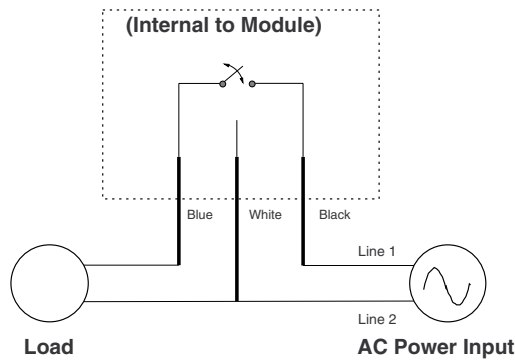 (Internal to Module)
Blue
White
Black
Line 1
Line 2
Load
AC Power Input